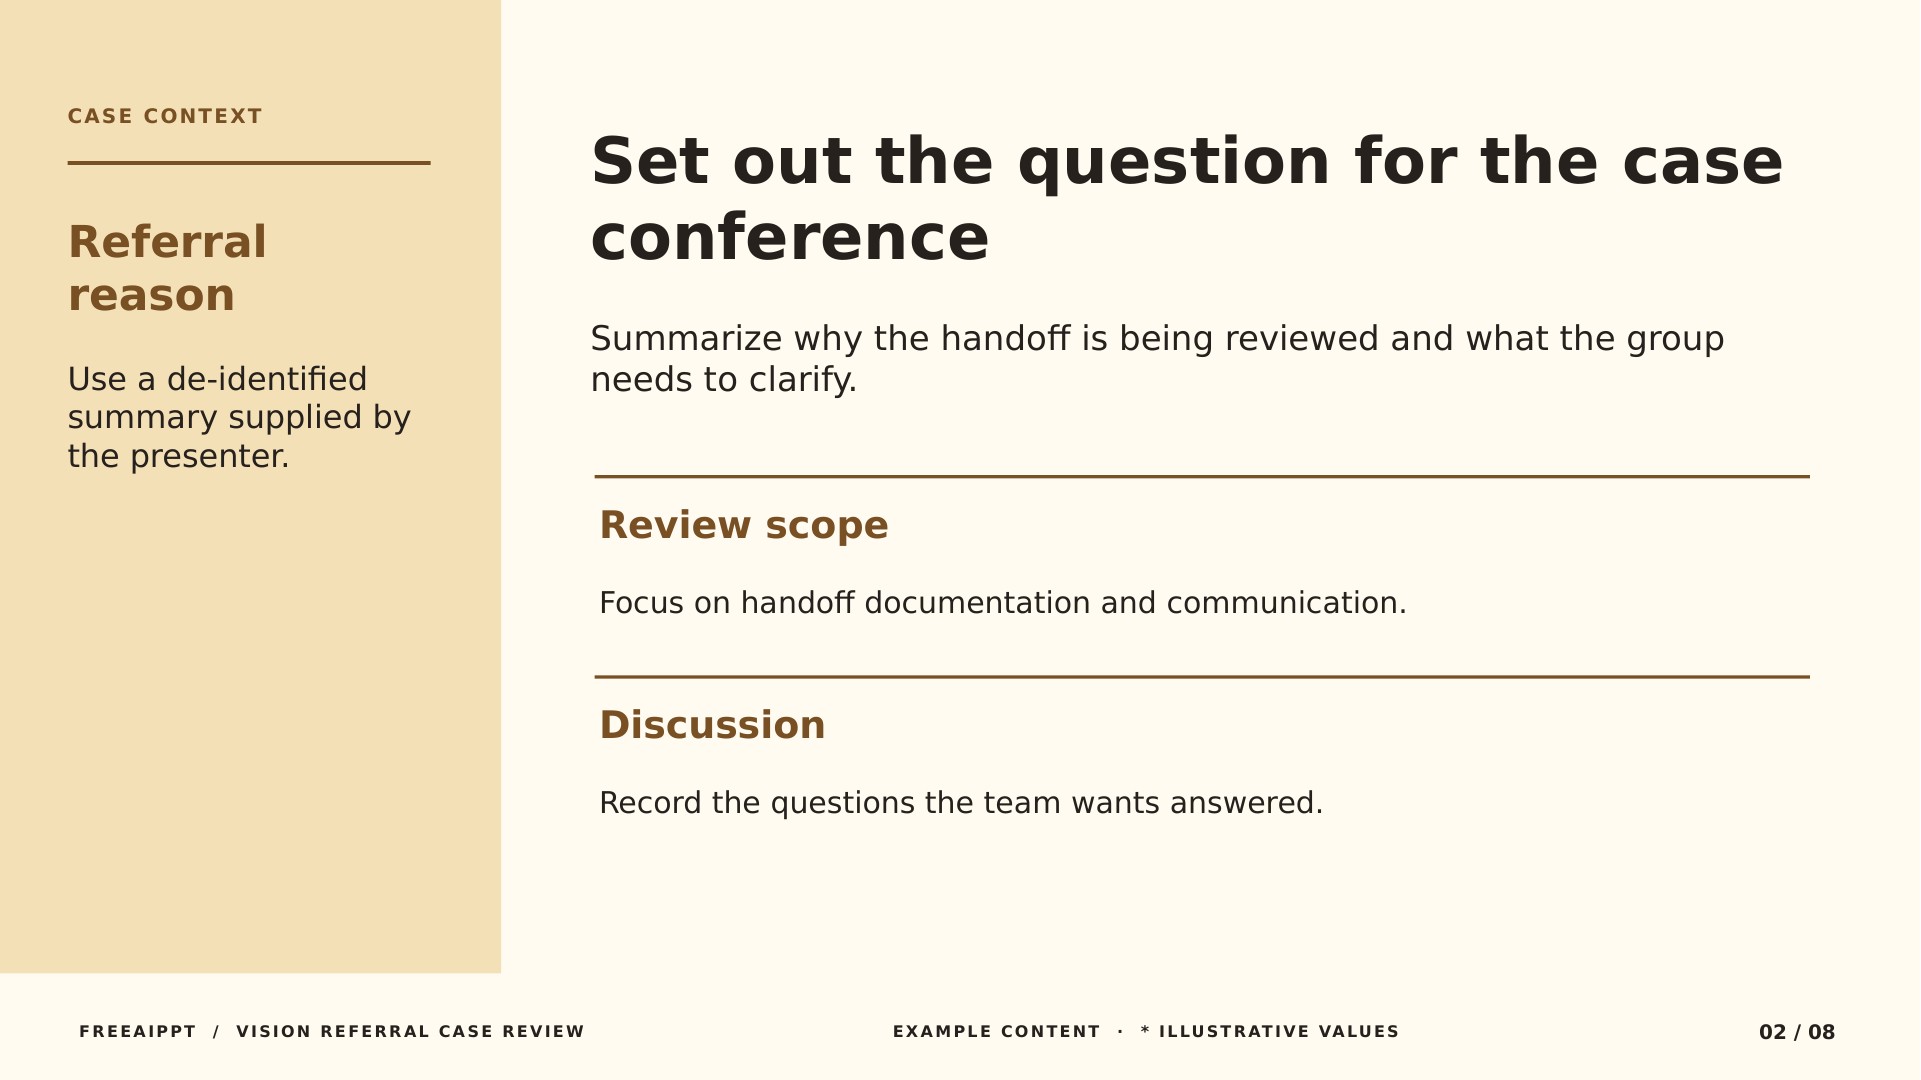 CASE CONTEXT
Referral
reason
Use a de-identified
summary supplied by
the presenter.
Set out the question for the case
conference
Summarize why the handoff is being reviewed and what the group
needs to clarify.
Review scope
Focus on handoff documentation and communication.
Discussion
Record the questions the team wants answered.
FREEAIPPT / VISION REFERRAL CASE REVIEW
EXAMPLE CONTENT · * ILLUSTRATIVE VALUES
02 / 08